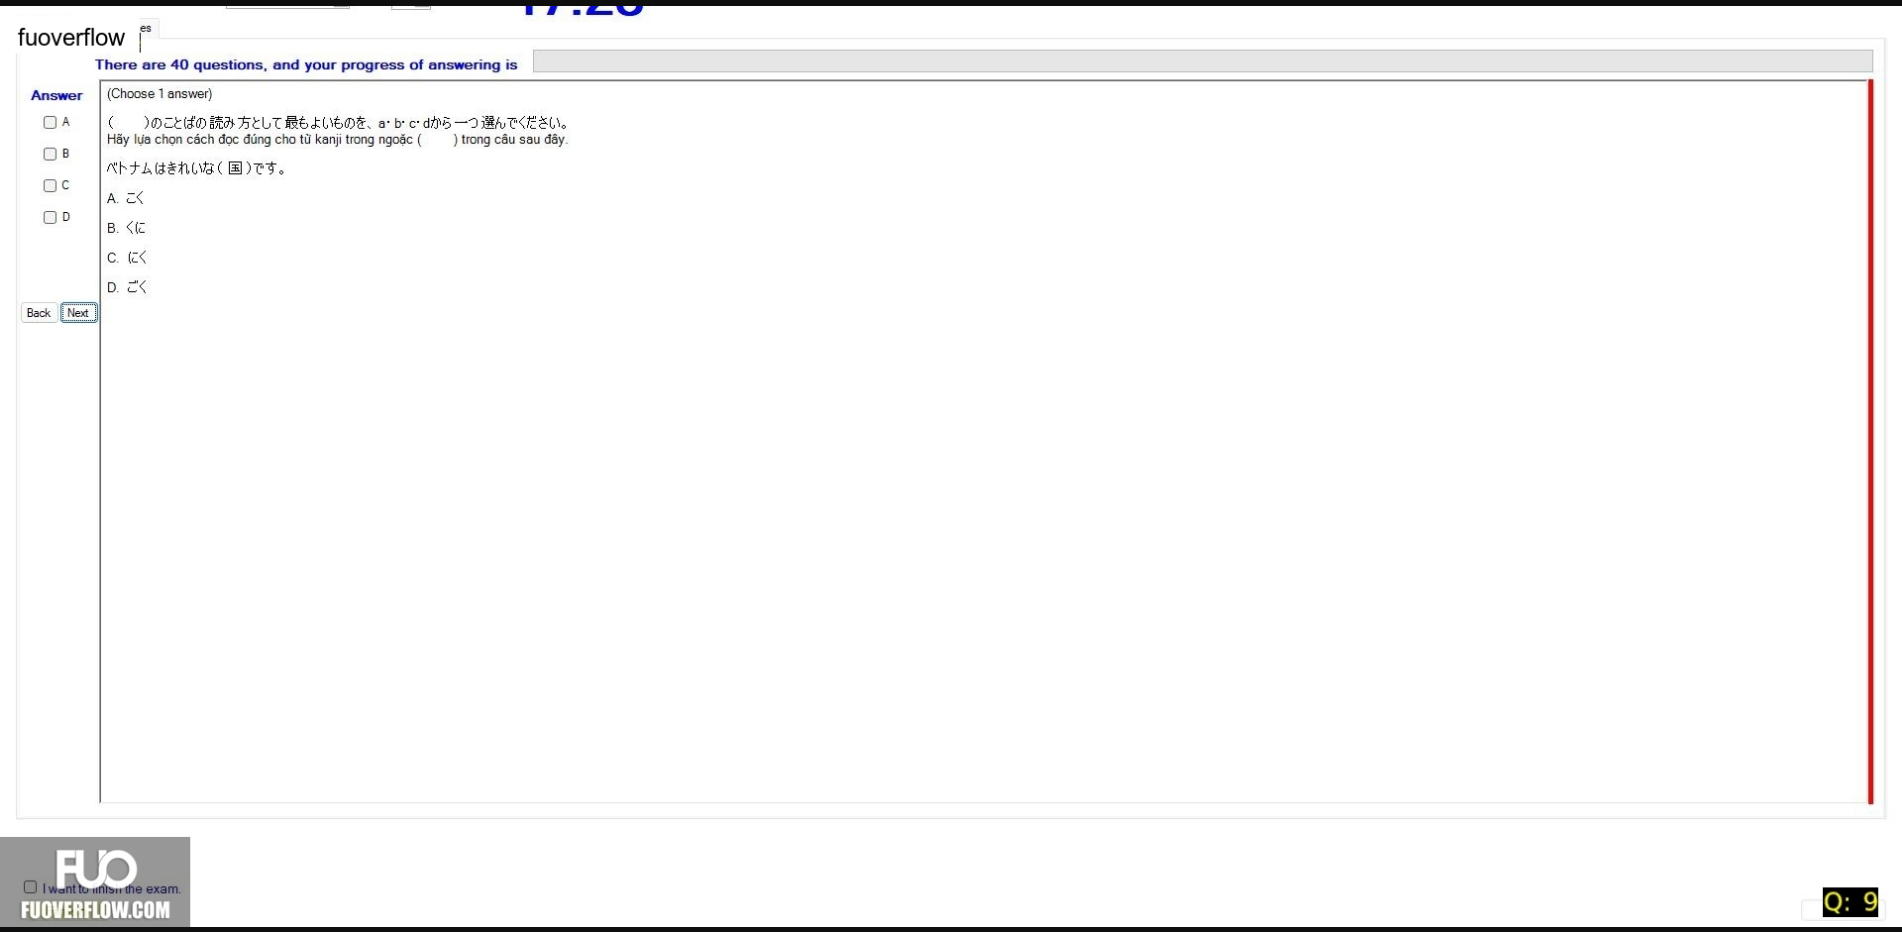 fuoverflow
es
There are 40 questions, and your progress of answering is
Answer
(Choose 1 answer)
A
(　　)のことばの読み方として最もよいものを、a・b・c・dから一つ選んでください。
Hãy lựa chọn cách đọc đúng cho từ kanji trong ngoặc (　　) trong câu sau đây.
B
ベトナムはきれいな(国)です。
C
A. こく
D
B. くに
C. にく
D. ごく
Back Next
FUO
I want to finish the exam.
FUOVERFLOW.COM
Q: 9